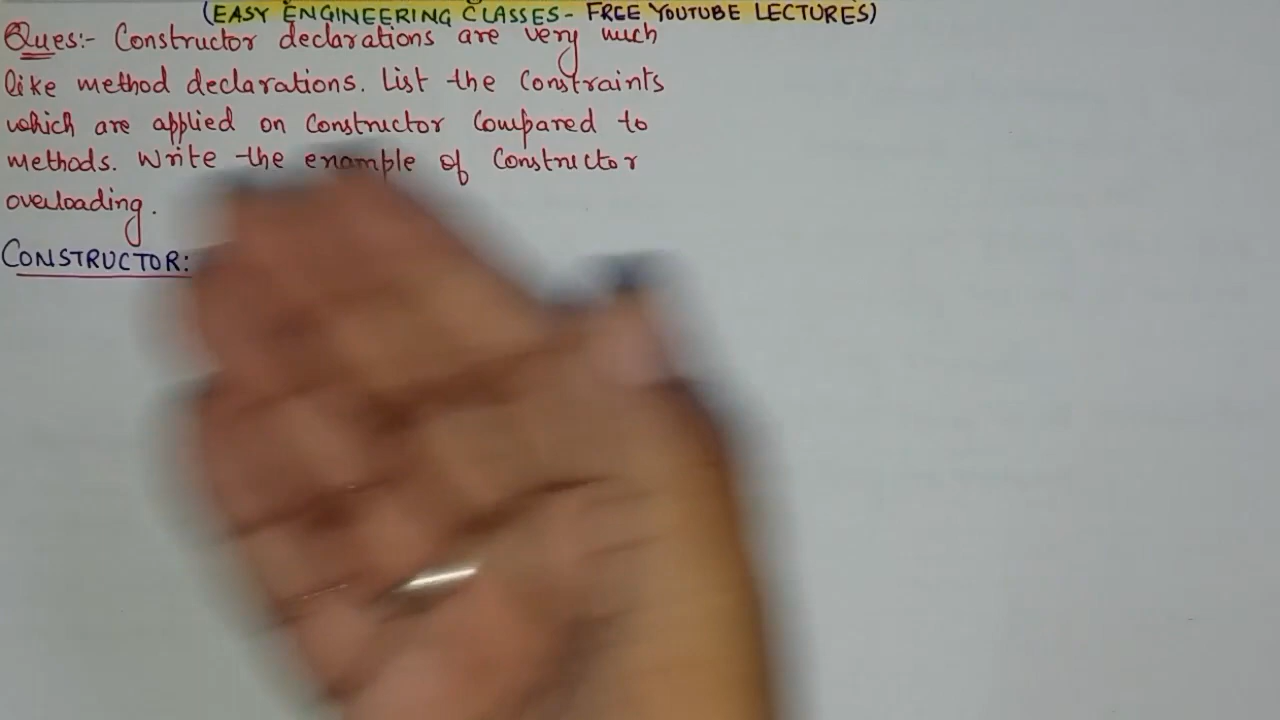 (EASY ENGINEERING CLASSES- FREE YOUTUBE LECTURES)
Ques:- Constructor declarations are very much
like method declarations. List the Constraints
which are applied on Constructor Compared to
methods. Write the example of Constructor
overloading.
CONSTRUCTOR: